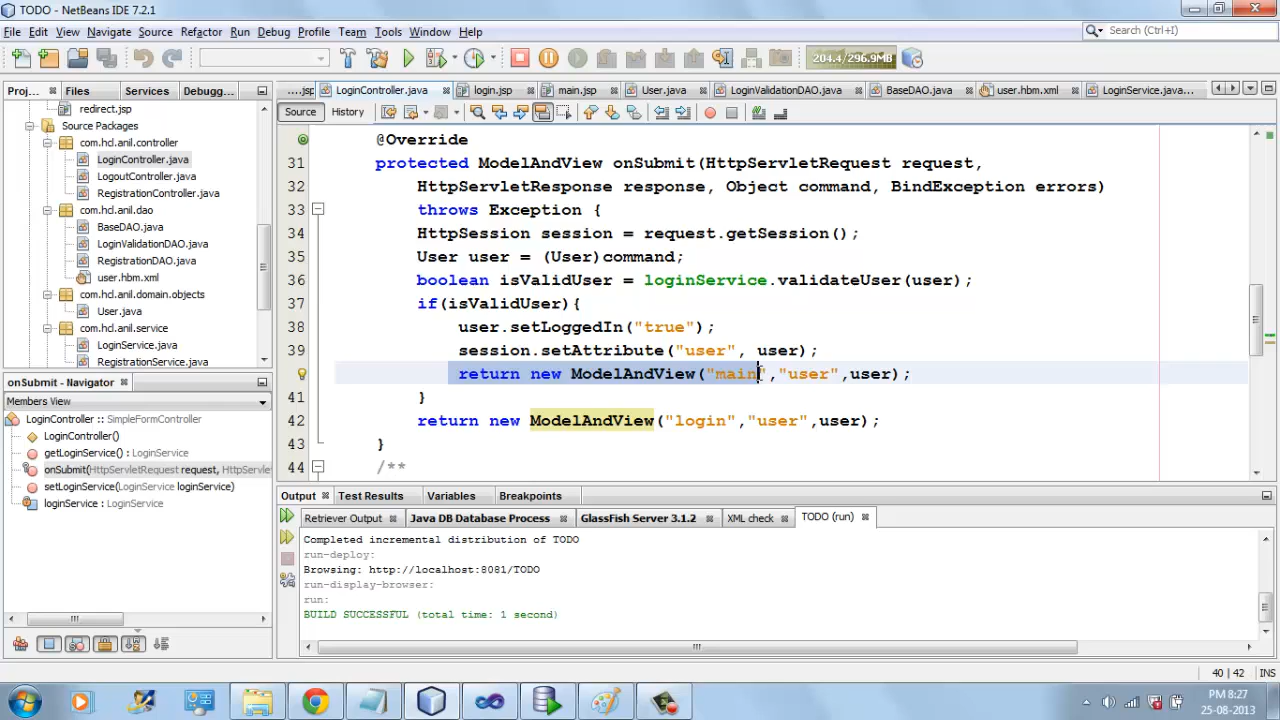 TODO - NetBeans IDE 7.2.1
File Edit View Navigate Source Refactor Run Debug Profile Team Tools Window Help
Search (Ctrl+I)
204.4/296.9MB
Proj... Files Services Debugg...
....jsp LoginController.java login.jsp main.jsp User.java LoginValidationDAO.java BaseDAO.java user.hbm.xml LoginService.java...
Source History
redirect.jsp
Source Packages
com.hcl.anil.controller
LoginController.java
LogoutController.java
RegistrationController.java
com.hcl.anil.dao
BaseDAO.java
LoginValidationDAO.java
RegistrationDAO.java
user.hbm.xml
com.hcl.anil.domain.objects
User.java
com.hcl.anil.service
LoginService.java
RegistrationService.java
@Override
31 protected ModelAndView onSubmit(HttpServletRequest request,
32 HttpServletResponse response, Object command, BindException errors)
33 throws Exception {
34 HttpSession session = request.getSession();
35 User user = (User)command;
36 boolean isValidUser = loginService.validateUser(user);
37 if(isValidUser){
38 user.setLoggedIn("true");
39 session.setAttribute("user", user);
return new ModelAndView("main","user",user);
41 }
42 return new ModelAndView("login","user",user);
43 }
44 /**
onSubmit - Navigator
Members View
LoginController :: SimpleFormController
LoginController()
getLoginService() : LoginService
onSubmit(HttpServletRequest request, HttpServlet
setLoginService(LoginService loginService)
loginService : LoginService
Output Test Results Variables Breakpoints
Retriever Output Java DB Database Process GlassFish Server 3.1.2 XML check TODO (run)
Completed incremental distribution of TODO
run-deploy:
Browsing: http://localhost:8081/TODO
run-display-browser:
run:
BUILD SUCCESSFUL (total time: 1 second)
40 | 42 INS
PM 8:27
25-08-2013